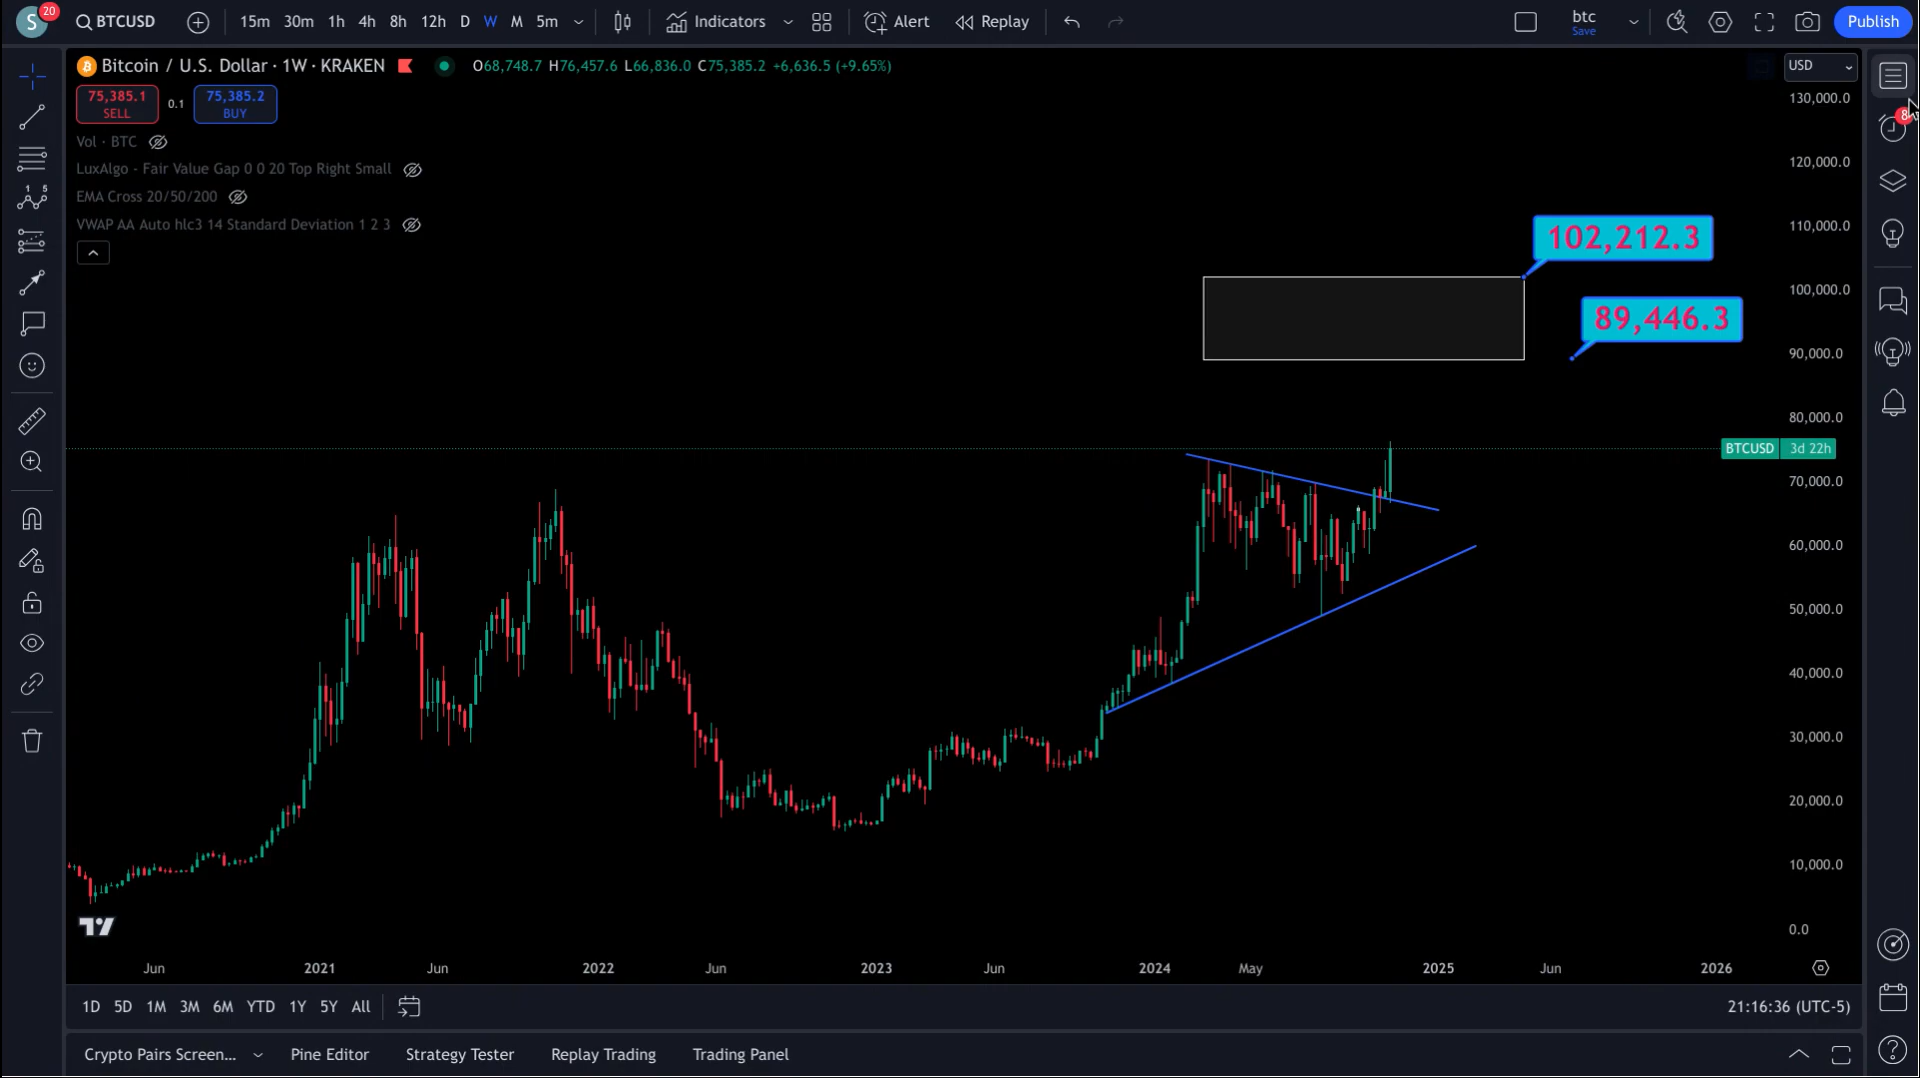 S 20 BTCUSD 15m 30m 1h 4h 8h 12h D W M 5m Indicators Alert Replay btc Save Publish
Bitcoin / U.S. Dollar · 1W · KRAKEN O68,748.7 H76,457.6 L66,836.0 C75,385.2 +6,636.5 (+9.65%) USD
75,385.1 SELL 0.1 75,385.2 BUY
Vol · BTC
LuxAlgo - Fair Value Gap 0 0 20 Top Right Small
EMA Cross 20/50/200
VWAP AA Auto hlc3 14 Standard Deviation 1 2 3
8
1 5
102,212.3
89,446.3
130,000.0
120,000.0
110,000.0
100,000.0
90,000.0
80,000.0
BTCUSD 3d 22h
70,000.0
60,000.0
50,000.0
40,000.0
30,000.0
20,000.0
10,000.0
0.0
Jun 2021 Jun 2022 Jun 2023 Jun 2024 May 2025 Jun 2026
1D 5D 1M 3M 6M YTD 1Y 5Y All 21:16:36 (UTC-5)
Crypto Pairs Screen... Pine Editor Strategy Tester Replay Trading Trading Panel